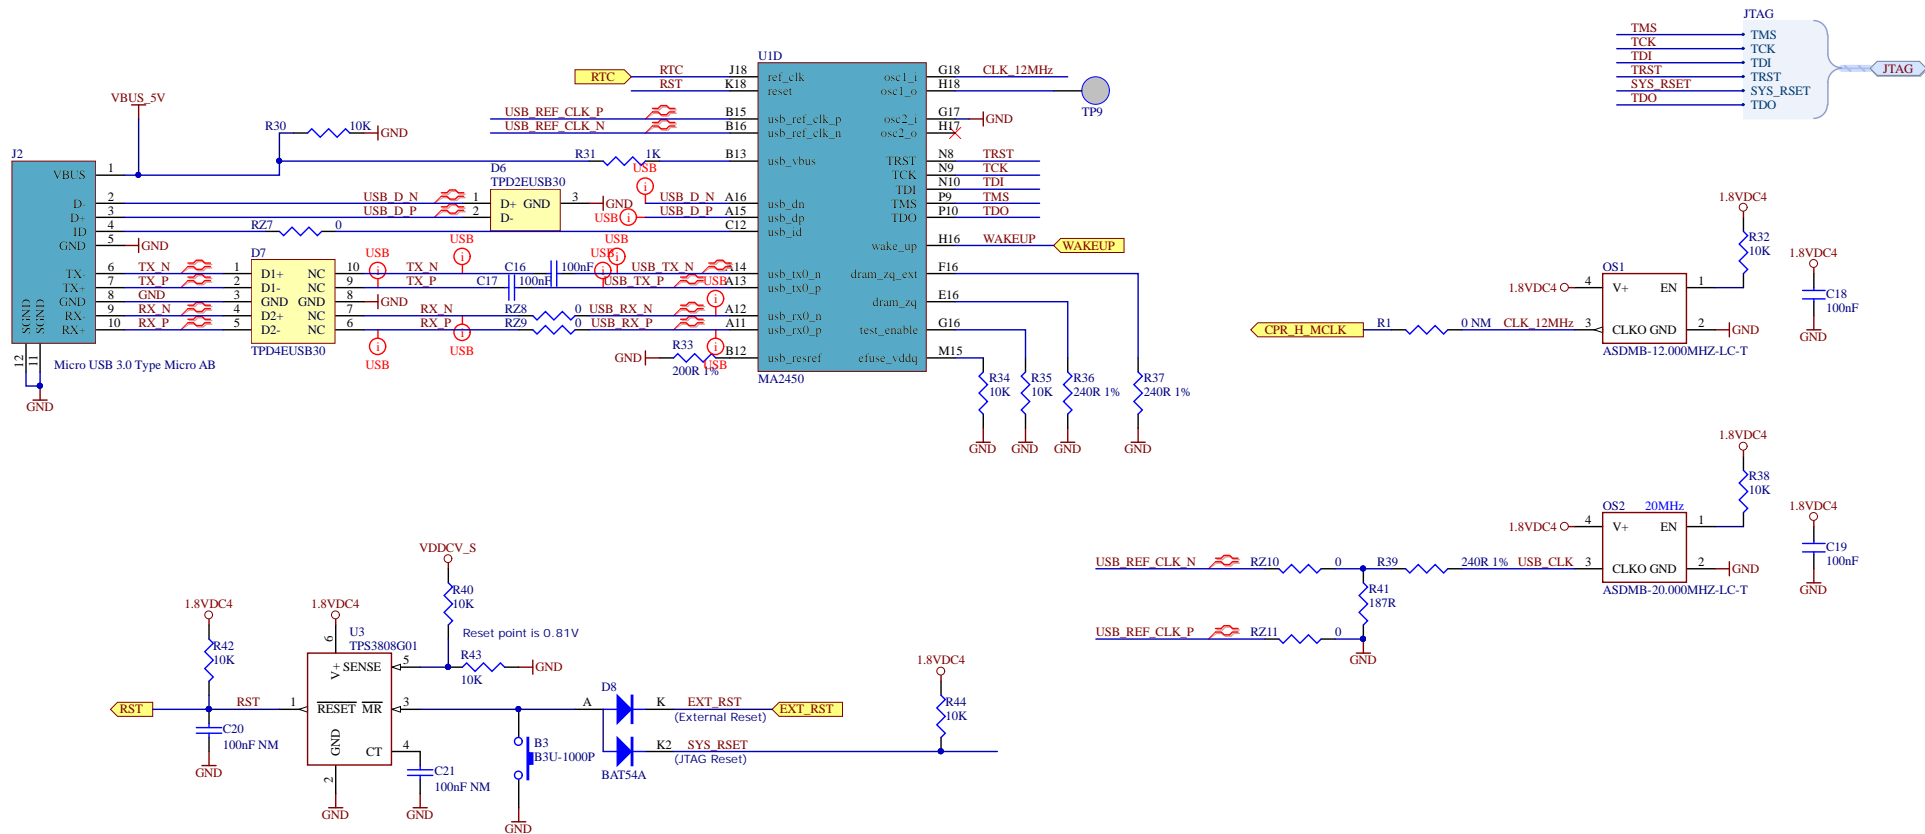 U1D
RTC
RTC
J18
ref_clk
osc1_i
G18
CLK_12MHz
RST
K18
reset
osc1_o
H18
TP9
USB_REF_CLK_P
B15
usb_ref_clk_p
osc2_i
G17
GND
USB_REF_CLK_N
B16
usb_ref_clk_n
osc2_o
H17
VBUS_5V
R30
10K
GND
R31
1K
B13
usb_vbus
TRST
N8
TRST
TCK
N9
TCK
TDI
N10
TDI
TMS
P9
TMS
TDO
P10
TDO
J2
VBUS
1
D-
2
D+
3
ID
4
GND
5
GND
TX-
6
TX+
7
GND
8
RX-
9
RX+
10
SGND
SGND
12
11
GND
Micro USB 3.0 Type Micro AB
USB_D_N
USB_D_P
1
2
D6
TPD2EUSB30
D+ GND
D-
3
GND
USB
USB
USB_D_N
A16
usb_dn
USB_D_P
A15
usb_dp
RZ7
0
C12
usb_id
wake_up
H16
WAKEUP
WAKEUP
TX_N
TX_P
GND
RX_N
RX_P
1
2
3
4
5
D7
D1+ NC
D1- NC
GND GND
D2+ NC
D2- NC
10
9
8
7
6
TPD4EUSB30
GND
USB
USB
USB
USB
USB
USB
USB
TX_N
TX_P
RX_N
RX_P
C16
100nF
C17
100nF
USB_TX_N
A14
usb_tx0_n
USB_TX_P
A13
usb_tx0_p
RZ8
0
USB_RX_N
A12
usb_rx0_n
RZ9
0
USB_RX_P
A11
usb_rx0_p
GND
R33
200R 1%
B12
usb_resref
MA2450
dram_zq_ext
F16
dram_zq
E16
test_enable
G16
efuse_vddq
M15
R34
10K
R35
10K
R36
240R 1%
R37
240R 1%
GND
GND
GND
GND
JTAG
TMS
TMS
TCK
TCK
TDI
TDI
TRST
TRST
SYS_RSET
SYS_RSET
TDO
TDO
JTAG
1.8VDC4
R32
10K
OS1
1.8VDC4
4
V+ EN
1
CPR_H_MCLK
R1
0 NM
CLK_12MHz
3
CLKO GND
2
GND
ASDMB-12.000MHZ-LC-T
1.8VDC4
C18
100nF
GND
1.8VDC4
R38
10K
OS2
20MHz
1.8VDC4
4
V+ EN
1
USB_REF_CLK_N
RZ10
0
R39
240R 1%
USB_CLK
3
CLKO GND
2
GND
ASDMB-20.000MHZ-LC-T
R41
187R
USB_REF_CLK_P
RZ11
0
GND
1.8VDC4
C19
100nF
GND
VDDCV_S
R40
10K
Reset point is 0.81V
R43
10K
GND
1.8VDC4
R42
10K
1.8VDC4
6
U3
TPS3808G01
V+
SENSE
5
RST
RST
1
RESET
MR
3
GND
2
CT
4
C20
100nF NM
GND
GND
C21
100nF NM
GND
B3
B3U-1000P
GND
D8
A
K
EXT_RST
(External Reset)
EXT_RST
K2
SYS_RSET
(JTAG Reset)
BAT54A
1.8VDC4
R44
10K